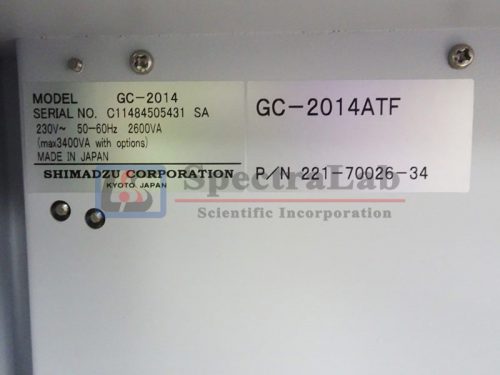 MODEL GC-2014
SERIAL NO. C11484505431 SA
230V~ 50-60Hz 2600VA
(max3400VA with options)
MADE IN JAPAN
SHIMADZU CORPORATION
KYOTO, JAPAN
GC-2014ATF
P/N 221-70026-34
SpectraLab
Scientific Incorporation